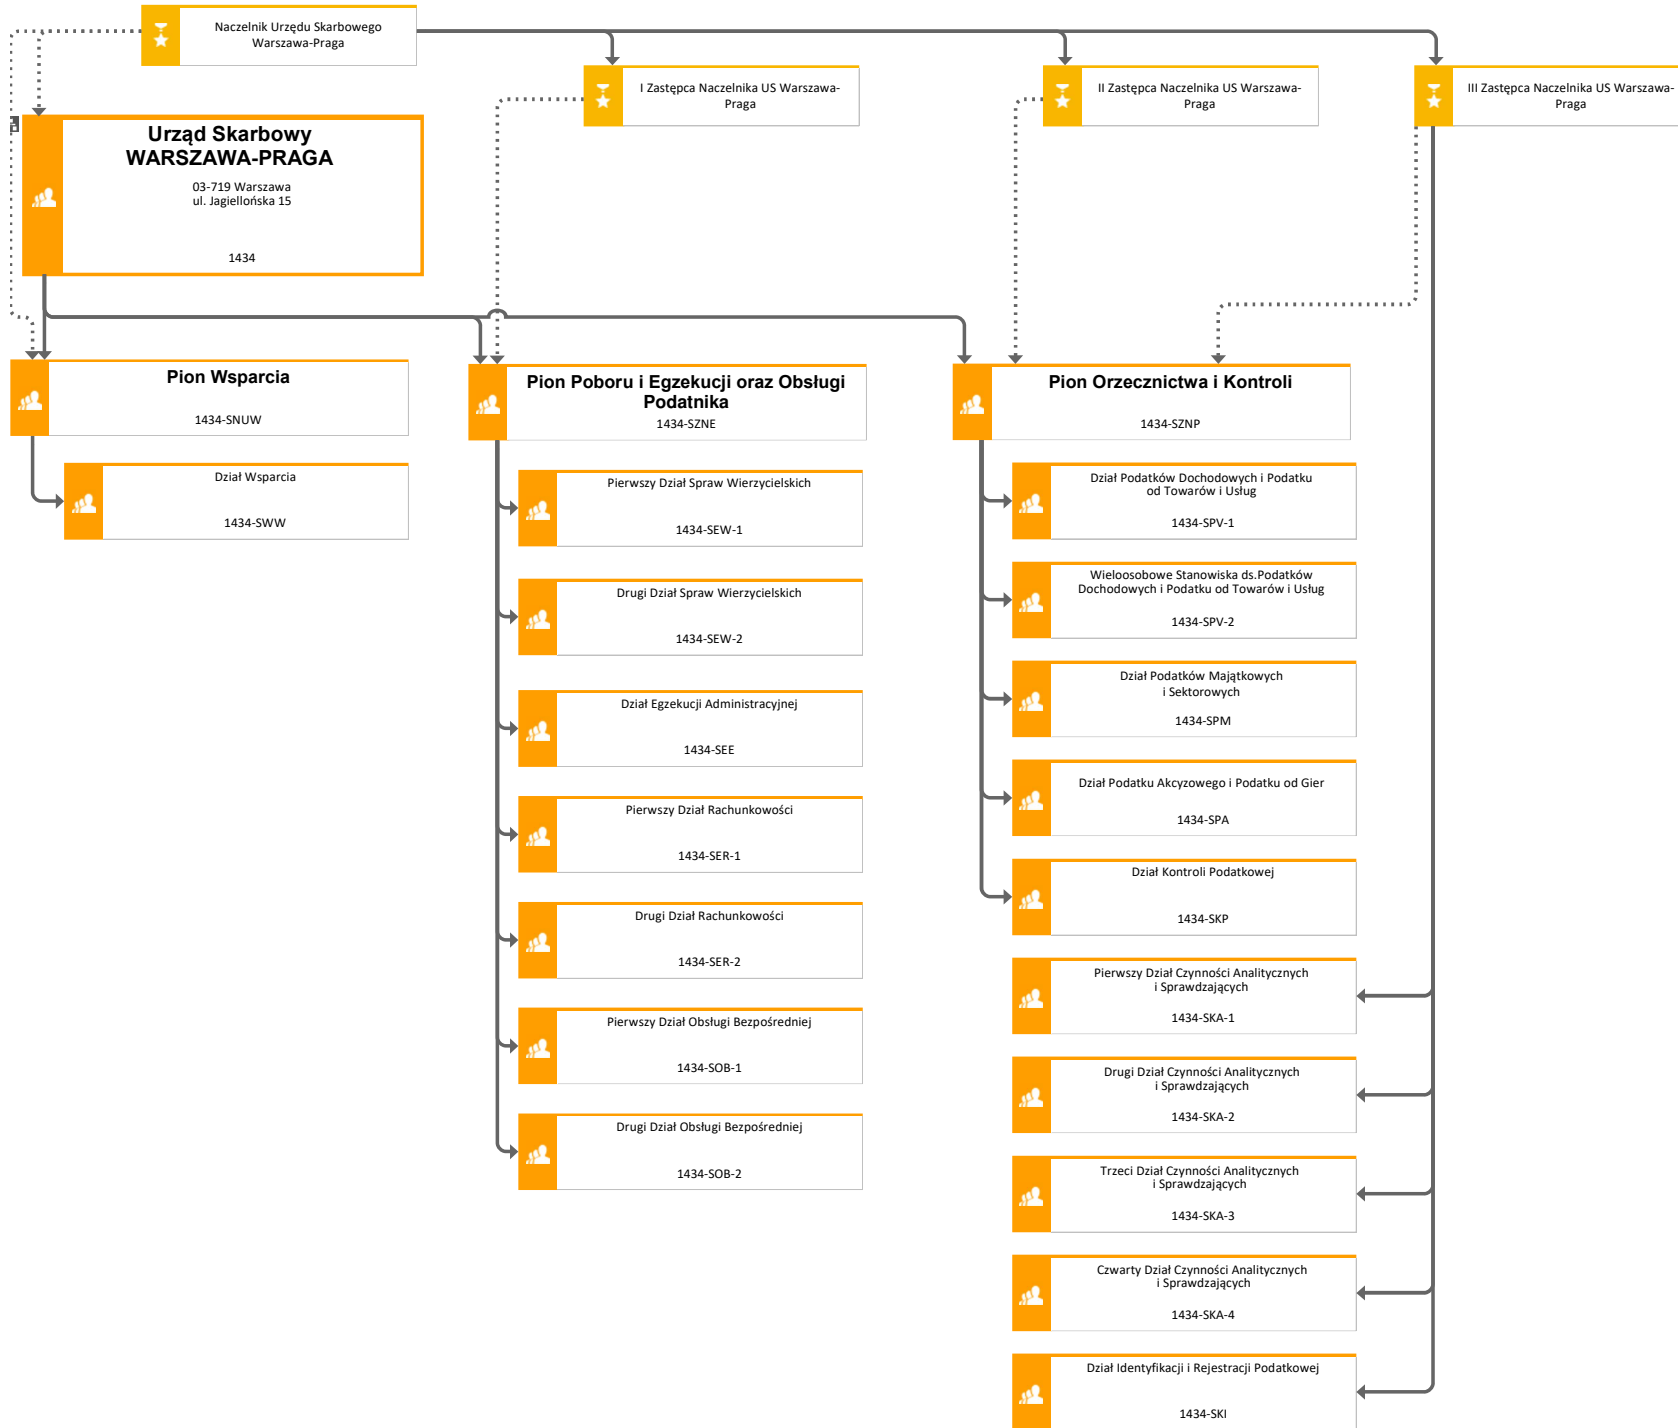 Naczelnik Urzędu Skarbowego
Warszawa-Praga
I Zastępca Naczelnika US Warszawa-
Praga
II Zastępca Naczelnika US Warszawa-
Praga
III Zastępca Naczelnika US Warszawa-
Praga
Urząd Skarbowy
WARSZAWA-PRAGA
03-719 Warszawa
ul. Jagiellońska 15
1434
Pion Wsparcia
1434-SNUW
Dział Wsparcia
1434-SWW
Pion Poboru i Egzekucji oraz Obsługi
Podatnika
1434-SZNE
Pierwszy Dział Spraw Wierzycielskich
1434-SEW-1
Drugi Dział Spraw Wierzycielskich
1434-SEW-2
Dział Egzekucji Administracyjnej
1434-SEE
Pierwszy Dział Rachunkowości
1434-SER-1
Drugi Dział Rachunkowości
1434-SER-2
Pierwszy Dział Obsługi Bezpośredniej
1434-SOB-1
Drugi Dział Obsługi Bezpośredniej
1434-SOB-2
Pion Orzecznictwa i Kontroli
1434-SZNP
Dział Podatków Dochodowych i Podatku
od Towarów i Usług
1434-SPV-1
Wieloosobowe Stanowiska ds.Podatków
Dochodowych i Podatku od Towarów i Usług
1434-SPV-2
Dział Podatków Majątkowych
i Sektorowych
1434-SPM
Dział Podatku Akcyzowego i Podatku od Gier
1434-SPA
Dział Kontroli Podatkowej
1434-SKP
Pierwszy Dział Czynności Analitycznych
i Sprawdzających
1434-SKA-1
Drugi Dział Czynności Analitycznych
i Sprawdzających
1434-SKA-2
Trzeci Dział Czynności Analitycznych
i Sprawdzających
1434-SKA-3
Czwarty Dział Czynności Analitycznych
i Sprawdzających
1434-SKA-4
Dział Identyfikacji i Rejestracji Podatkowej
1434-SKI